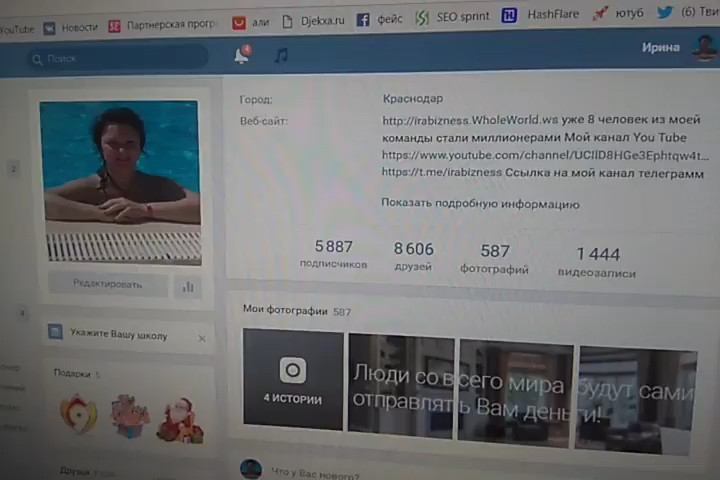 YouTube Новости Партнерская прогр али Djekxa.ru фейс SEO sprint HashFlare ютуб (6) Тви
Поиск 4 Ирина
Город: Краснодар
Веб-сайт: http://irabizness.WholeWorld.ws уже 8 человек из моей
команды стали миллионерами Мой канал You Tube
https://www.youtube.com/channel/UCIlD8HGe3Ephtqw4t...
https://t.me/irabizness Ссылка на мой канал телеграмм
Показать подробную информацию
5 887 8 606 587 1 444
подписчиков друзей фотографий видеозаписи
Редактировать
Мои фотографии 587
Укажите Вашу школу
4 ИСТОРИИ
Люди со всего мира будут сами
отправлять Вам деньги!
Подарки 5
Друзья
Что у Вас нового?